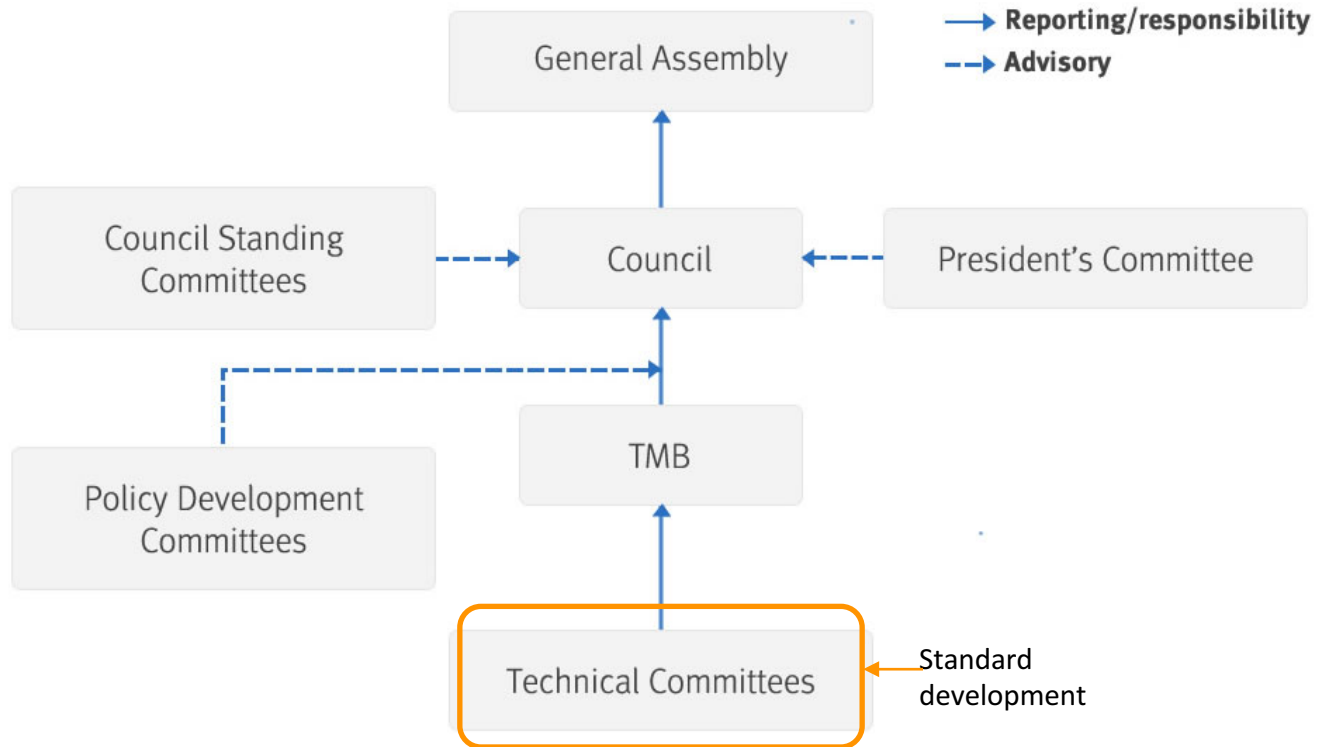 General Assembly
Reporting/responsibility
Advisory
Council Standing
Committees
Council
President’s Committee
TMB
Policy Development
Committees
Technical Committees
Standard
development